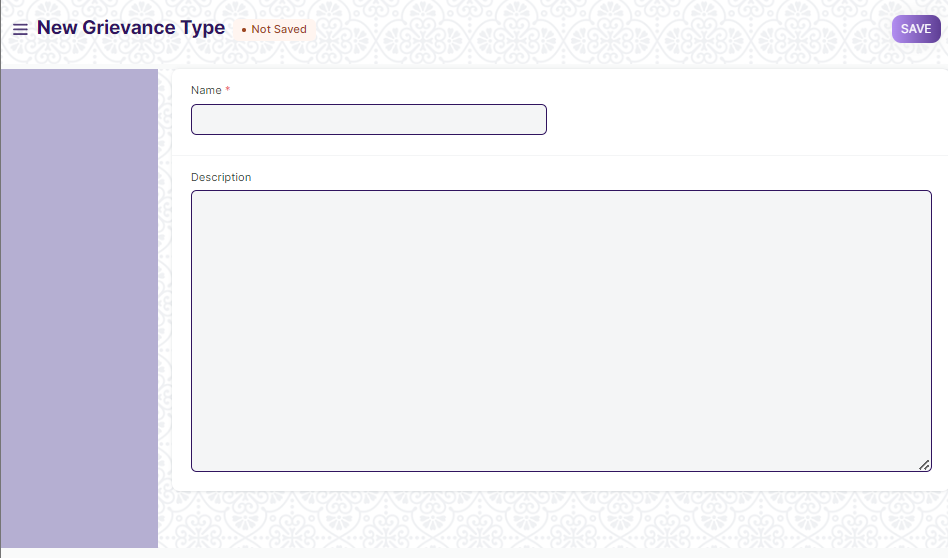 New Grievance Type
• Not Saved
SAVE
Name *
Description